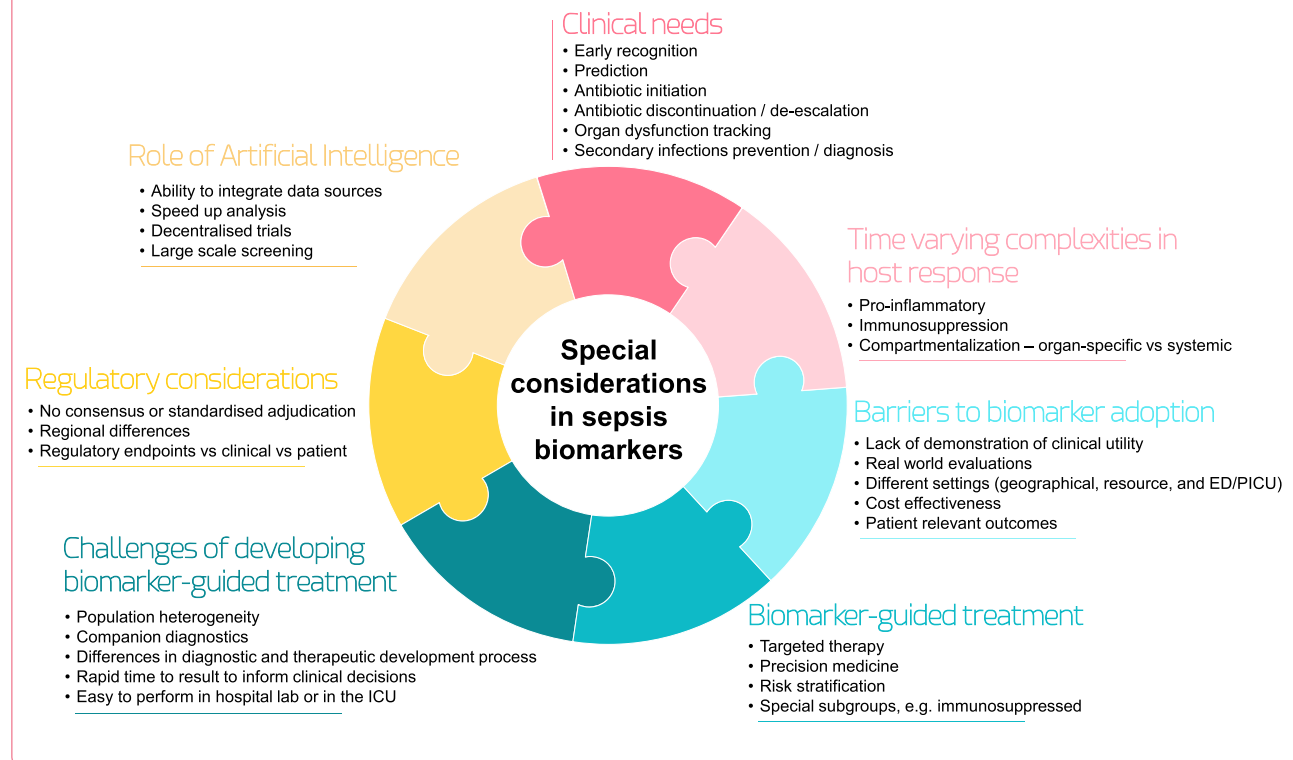 Clinical needs
• Early recognition
• Prediction
• Antibiotic initiation
• Antibiotic discontinuation / de-escalation
• Organ dysfunction tracking
• Secondary infections prevention / diagnosis
Time varying complexities in
host response
• Pro-inflammatory
• Immunosuppression
• Compartmentalization – organ-specific vs systemic
Barriers to biomarker adoption
• Lack of demonstration of clinical utility
• Real world evaluations
• Different settings (geographical, resource, and ED/PICU)
• Cost effectiveness
• Patient relevant outcomes
Biomarker-guided treatment
• Targeted therapy
• Precision medicine
• Risk stratification
• Special subgroups, e.g. immunosuppressed
Challenges of developing
biomarker-guided treatment
• Population heterogeneity
• Companion diagnostics
• Differences in diagnostic and therapeutic development process
• Rapid time to result to inform clinical decisions
• Easy to perform in hospital lab or in the ICU
Regulatory considerations
• No consensus or standardised adjudication
• Regional differences
• Regulatory endpoints vs clinical vs patient
Role of Artificial Intelligence
• Ability to integrate data sources
• Speed up analysis
• Decentralised trials
• Large scale screening
Special
considerations
in sepsis
biomarkers